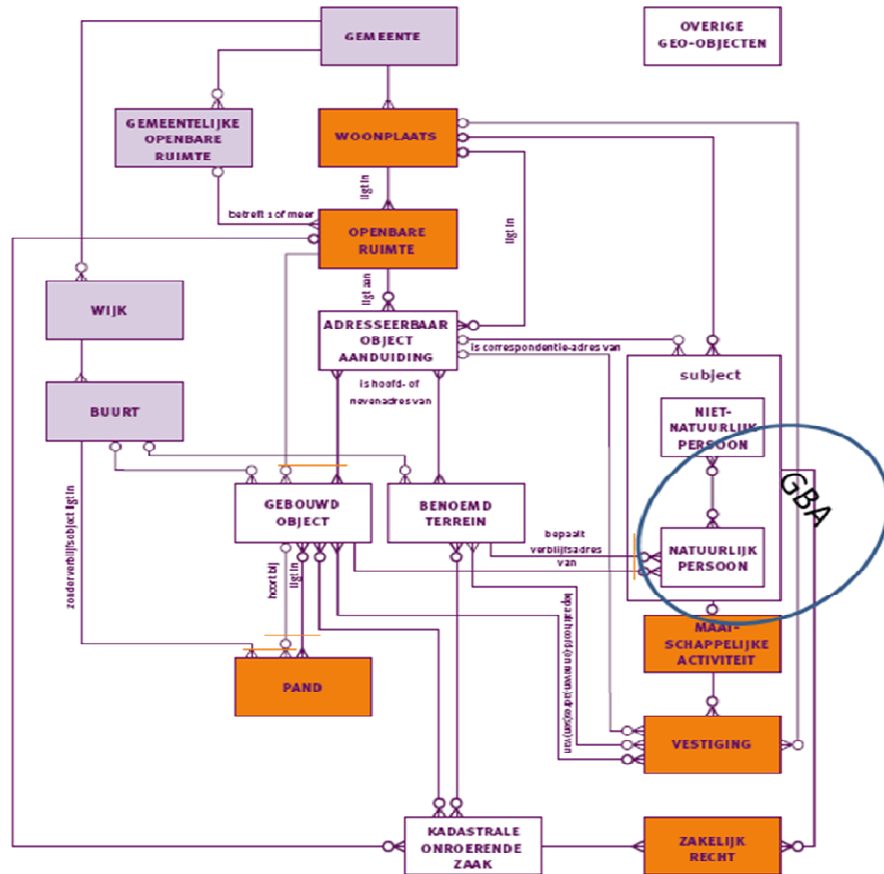 GEMEENTE
OVERIGE
GEO-OBJECTEN
GEMEENTELIJKE
OPENBARE
RUIMTE
WOONPLAATS
ligt in
betreft 1 of meer
OPENBARE
RUIMTE
ligt in
ligt aan
WIJK
ADRESSEERBAAR
OBJECT
AANDUIDING
is correspondentie-adres van
is hoofd- of
nevenadres van
subject
BUURT
NIET-
NATUURLIJK
PERSOON
GBA
GEBOUWD
OBJECT
BENOEMD
TERREIN
bepaalt
verblijfsadres
van
NATUURLIJK
PERSOON
zonder verblijfsobject ligt in
hoort bij
ligt in
MAAT-
SCHAPPELIJKE
ACTIVITEIT
PAND
VESTIGING
KADASTRALE
ONROERENDE
ZAAK
ZAKELIJK
RECHT